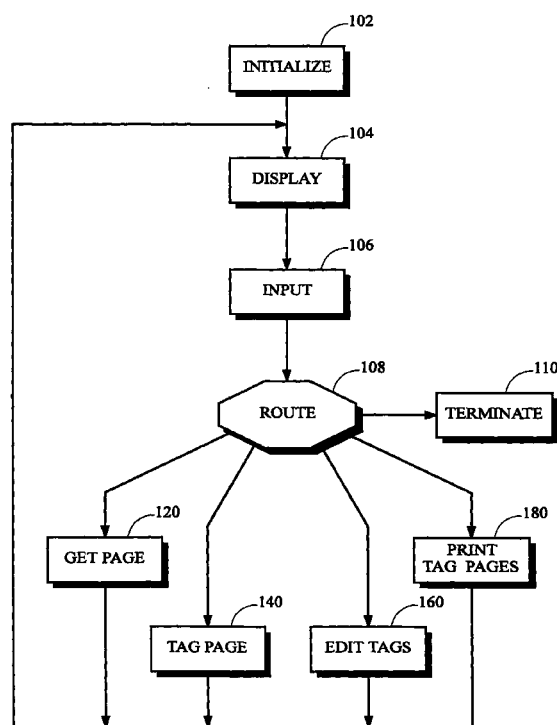 102
INITIALIZE
104
DISPLAY
106
INPUT
108
ROUTE
110
TERMINATE
120
GET PAGE
180
PRINT
TAG PAGES
140
TAG PAGE
160
EDIT TAGS